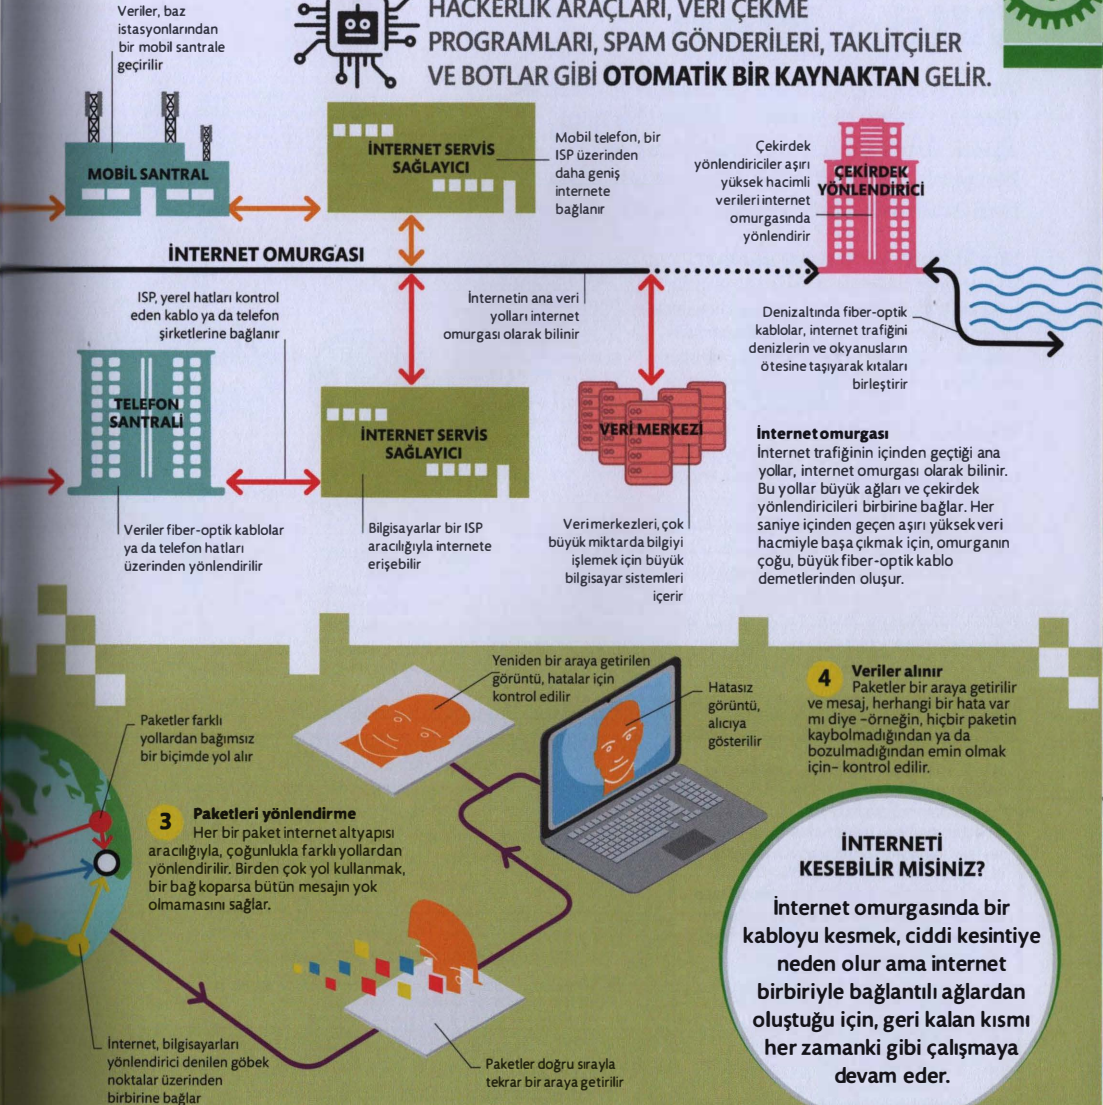 Veriler, baz
istasyonlarından
bir mobil santrale
geçirilir
HACKERLİK ARAÇLARI, VERİ ÇEKME
PROGRAMLARI, SPAM GÖNDERİLERİ, TAKLİTÇİLER
VE BOTLAR GİBİ OTOMATİK BİR KAYNAKTAN GELİR.
MOBİL SANTRAL
İNTERNET SERVİS
SAĞLAYICI
Mobil telefon, bir
ISP üzerinden
daha geniş
internete
bağlanır
Çekirdek
yönlendiriciler aşırı
yüksek hacimli
verileri internet
omurgasında
yönlendirir
ÇEKİRDEK
YÖNLENDİRİCİ
İNTERNET OMURGASI
ISP, yerel hatları kontrol
eden kablo ya da telefon
şirketlerine bağlanır
İnternetin ana veri
yolları internet
omurgası olarak bilinir
Denizaltında fiber-optik
kablolar, internet trafiğini
denizlerin ve okyanusların
ötesine taşıyarak kıtaları
birleştirir
TELEFON
SANTRALİ
İNTERNET SERVİS
SAĞLAYICI
VERİ MERKEZİ
Veriler fiber-optik kablolar
ya da telefon hatları
üzerinden yönlendirilir
Bilgisayarlar bir ISP
aracılığıyla internete
erişebilir
Veri merkezleri, çok
büyük miktarda bilgiyi
işlemek için büyük
bilgisayar sistemleri
içerir
İnternet omurgası
İnternet trafiğinin içinden geçtiği ana
yollar, internet omurgası olarak bilinir.
Bu yollar büyük ağları ve çekirdek
yönlendiricileri birbirine bağlar. Her
saniye içinden geçen aşırı yüksek veri
hacmiyle başa çıkmak için, omurganın
çoğu, büyük fiber-optik kablo
demetlerinden oluşur.
Paketler farklı
yollardan bağımsız
bir biçimde yol alır
3 Paketleri yönlendirme
Her bir paket internet altyapısı
aracılığıyla, çoğunlukla farklı yollardan
yönlendirilir. Birden çok yol kullanmak,
bir bağ koparsa bütün mesajın yok
olmamasını sağlar.
İnternet, bilgisayarları
yönlendirici denilen göbek
noktalar üzerinden
birbirine bağlar
Paketler doğru sırayla
tekrar bir araya getirilir
Yeniden bir araya getirilen
görüntü, hatalar için
kontrol edilir
Hatasız
görüntü,
alıcıya
gösterilir
4 Veriler alınır
Paketler bir araya getirilir
ve mesaj, herhangi bir hata var
mı diye –örneğin, hiçbir paketin
kaybolmadığından ya da
bozulmadığından emin olmak
için– kontrol edilir.
İNTERNETİ
KESEBİLİR MİSİNİZ?
İnternet omurgasında bir
kabloyu kesmek, ciddi kesintiye
neden olur ama internet
birbiriyle bağlantılı ağlardan
oluştuğu için, geri kalan kısmı
her zamanki gibi çalışmaya
devam eder.